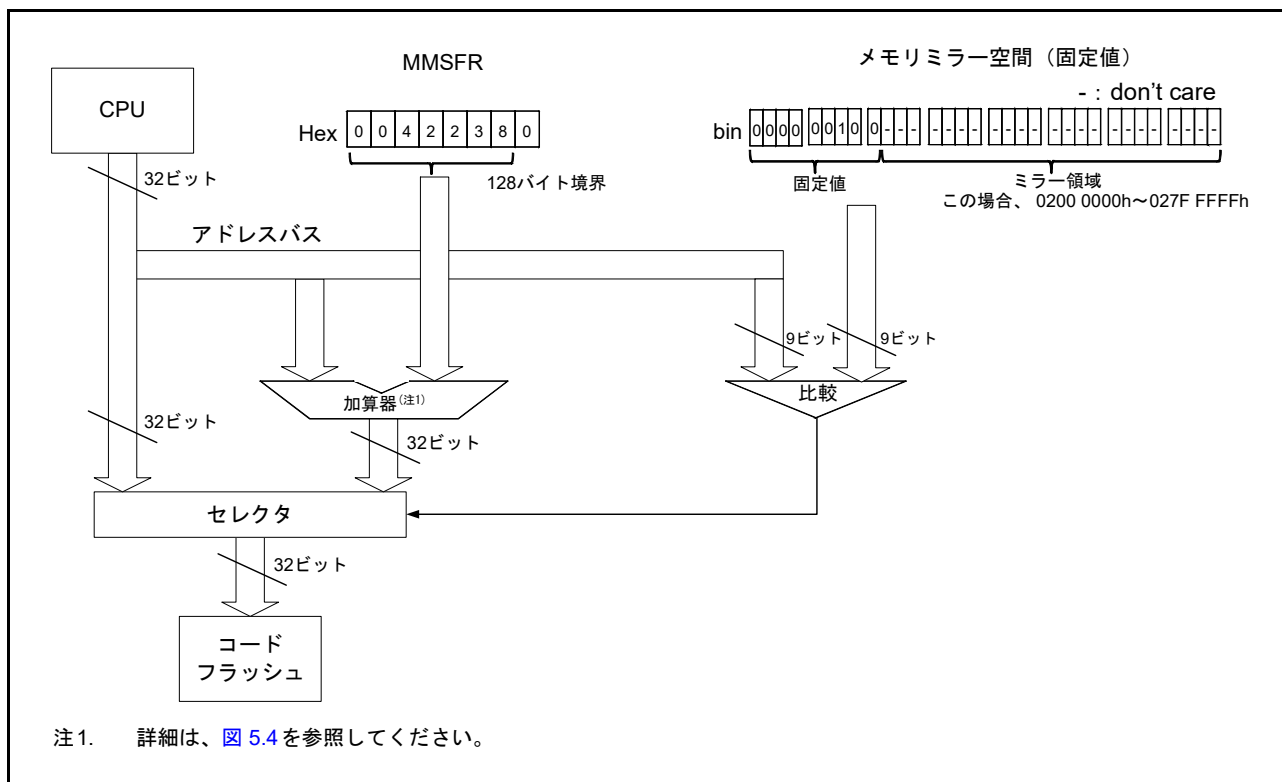 MMSFR
メモリミラー空間（固定値）
-：don't care
CPU
Hex 0 0 4 2 2 3 8 0
bin 0000 0010 0--- ---- ---- ---- ---- ----
32ビット
128バイト境界
固定値
ミラー領域
この場合、0200 0000h～027F FFFFh
アドレスバス
9ビット
9ビット
加算器(注1)
比較
32ビット
32ビット
セレクタ
32ビット
コード
フラッシュ
注1. 詳細は、図 5.4を参照してください。